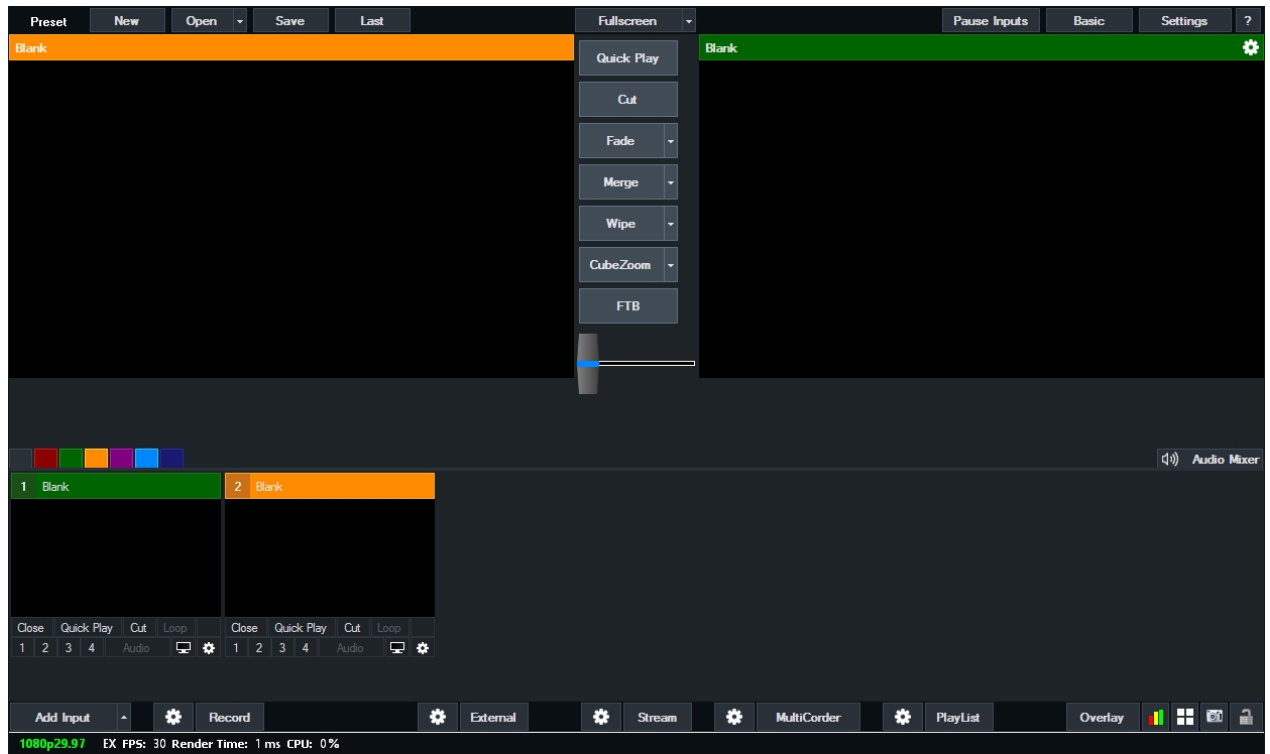 Preset New Open Save Last Fullscreen Pause Inputs Basic Settings ?
Blank
Quick Play
Cut
Fade
Merge
Wipe
CubeZoom
FTB
Blank
Audio Mixer
1 Blank
2 Blank
Close Quick Play Cut Loop
1 2 3 4 Audio
Close Quick Play Cut Loop
1 2 3 4 Audio
Add Input Record External Stream MultiCorder PlayList Overlay
1080p29.97 EX FPS: 30 Render Time: 1 ms CPU: 0%